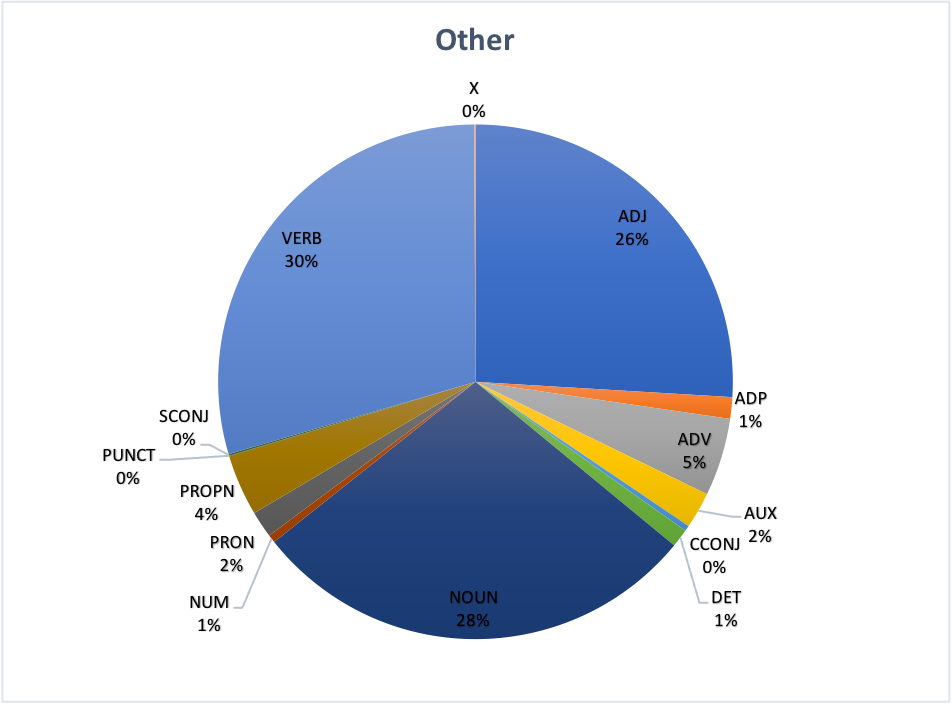 Other
X
0%
ADJ
26%
ADP
1%
ADV
5%
AUX
2%
CCONJ
0%
DET
1%
NOUN
28%
NUM
1%
PRON
2%
PROPN
4%
PUNCT
0%
SCONJ
0%
VERB
30%